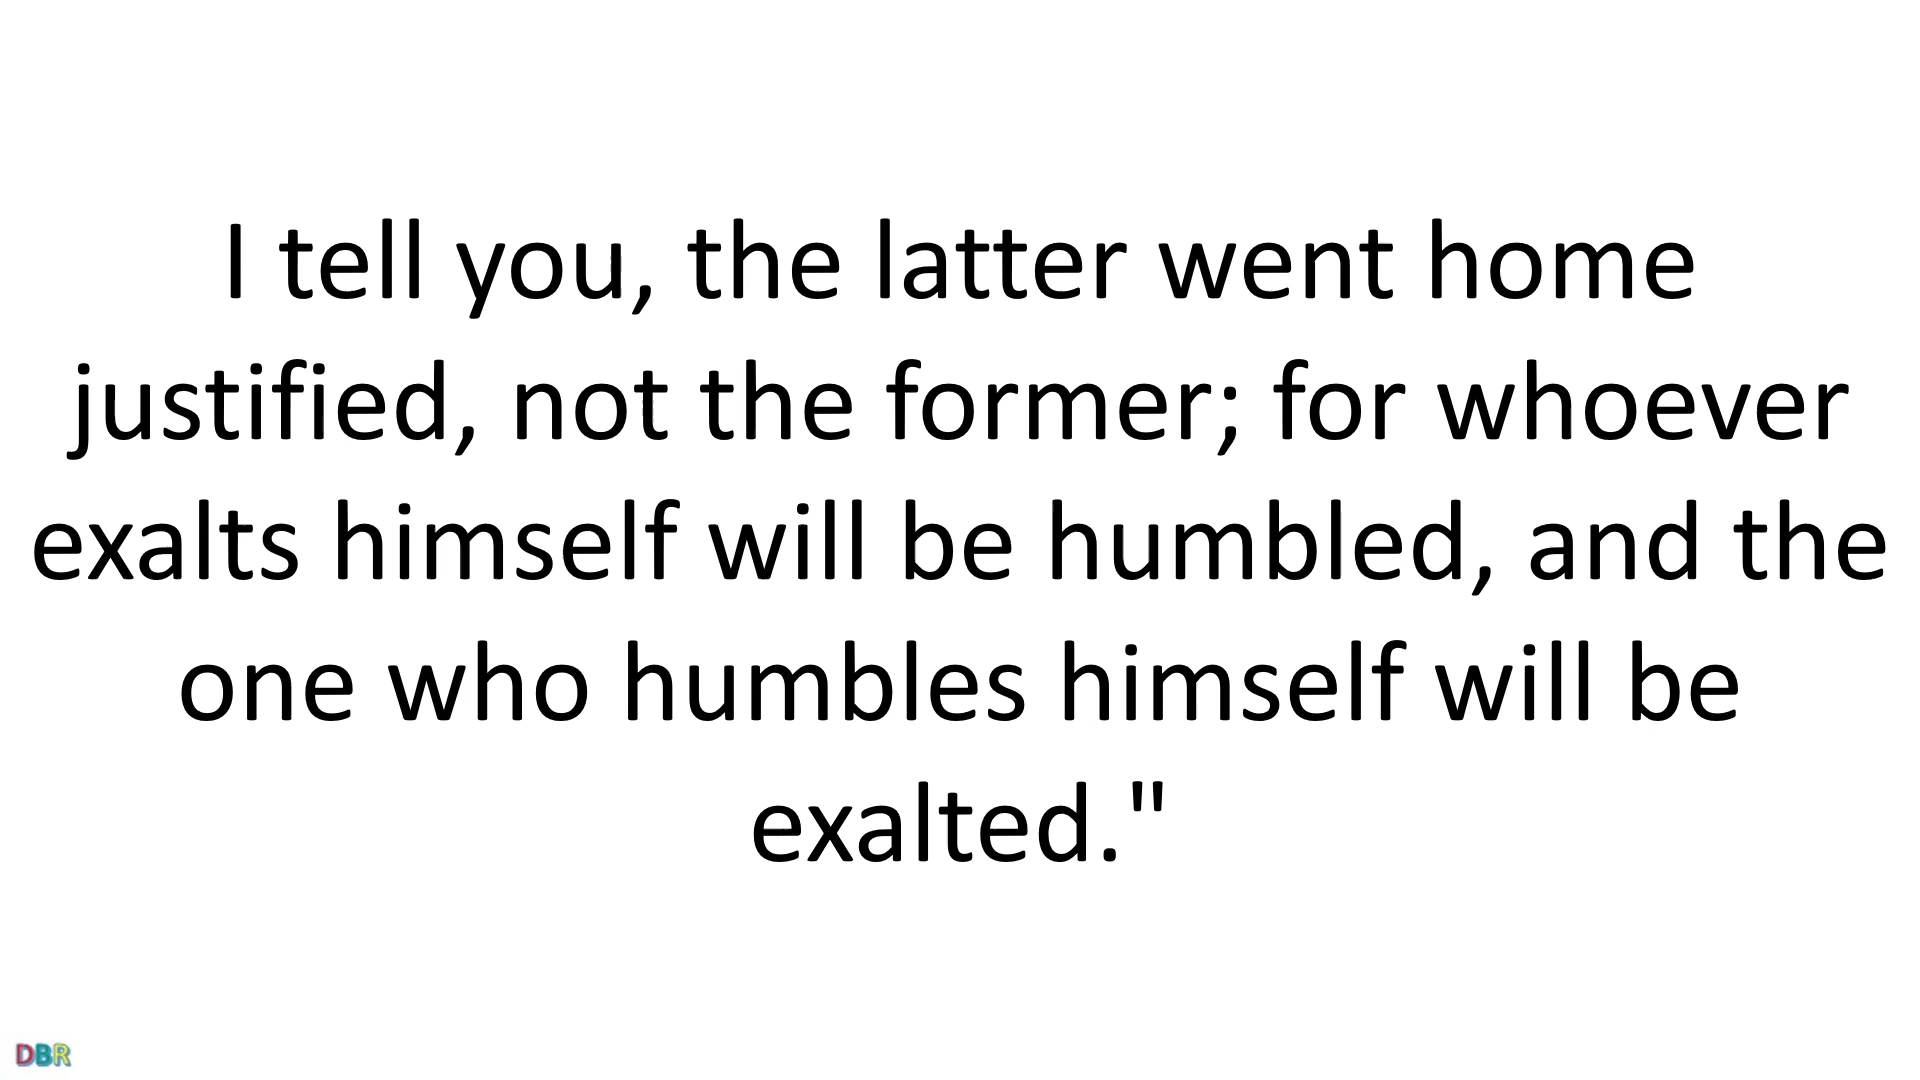 I tell you, the latter went home
justified, not the former; for whoever
exalts himself will be humbled, and the
one who humbles himself will be
exalted."
DBR